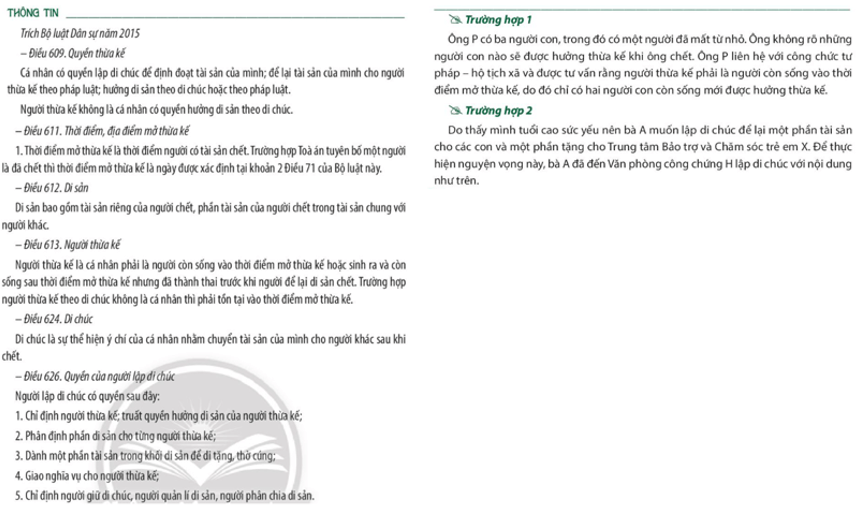 THÔNG TIN
Trích Bộ luật Dân sự năm 2015
– Điều 609. Quyền thừa kế
Cá nhân có quyền lập di chúc để định đoạt tài sản của mình; để lại tài sản của mình cho người
thừa kế theo pháp luật; hưởng di sản theo di chúc hoặc theo pháp luật.
Người thừa kế không là cá nhân có quyền hưởng di sản theo di chúc.
– Điều 611. Thời điểm, địa điểm mở thừa kế
1. Thời điểm mở thừa kế là thời điểm người có tài sản chết. Trường hợp Toà án tuyên bố một người
là đã chết thì thời điểm mở thừa kế là ngày được xác định tại khoản 2 Điều 71 của Bộ luật này.
– Điều 612. Di sản
Di sản bao gồm tài sản riêng của người chết, phần tài sản của người chết trong tài sản chung với
người khác.
– Điều 613. Người thừa kế
Người thừa kế là cá nhân phải là người còn sống vào thời điểm mở thừa kế hoặc sinh ra và còn
sống sau thời điểm mở thừa kế nhưng đã thành thai trước khi người để lại di sản chết. Trường hợp
người thừa kế theo di chúc không là cá nhân thì phải tồn tại vào thời điểm mở thừa kế.
– Điều 624. Di chúc
Di chúc là sự thể hiện ý chí của cá nhân nhằm chuyển tài sản của mình cho người khác sau khi
chết.
– Điều 626. Quyền của người lập di chúc
Người lập di chúc có quyền sau đây:
1. Chỉ định người thừa kế; truất quyền hưởng di sản của người thừa kế;
2. Phân định phần di sản cho từng người thừa kế;
3. Dành một phần tài sản trong khối di sản để di tặng, thờ cúng;
4. Giao nghĩa vụ cho người thừa kế;
5. Chỉ định người giữ di chúc, người quản lí di sản, người phân chia di sản.
Trường hợp 1
Ông P có ba người con, trong đó có một người đã mất từ nhỏ. Ông không rõ những
người con nào sẽ được hưởng thừa kế khi ông chết. Ông P liên hệ với công chức tư
pháp – hộ tịch xã và được tư vấn rằng người thừa kế phải là người còn sống vào thời
điểm mở thừa kế, do đó chỉ có hai người con còn sống mới được hưởng thừa kế.
Trường hợp 2
Do thấy mình tuổi cao sức yếu nên bà A muốn lập di chúc để lại một phần tài sản
cho các con và một phần tặng cho Trung tâm Bảo trợ và Chăm sóc trẻ em X. Để thực
hiện nguyện vọng này, bà A đã đến Văn phòng công chứng H lập di chúc với nội dung
như trên.